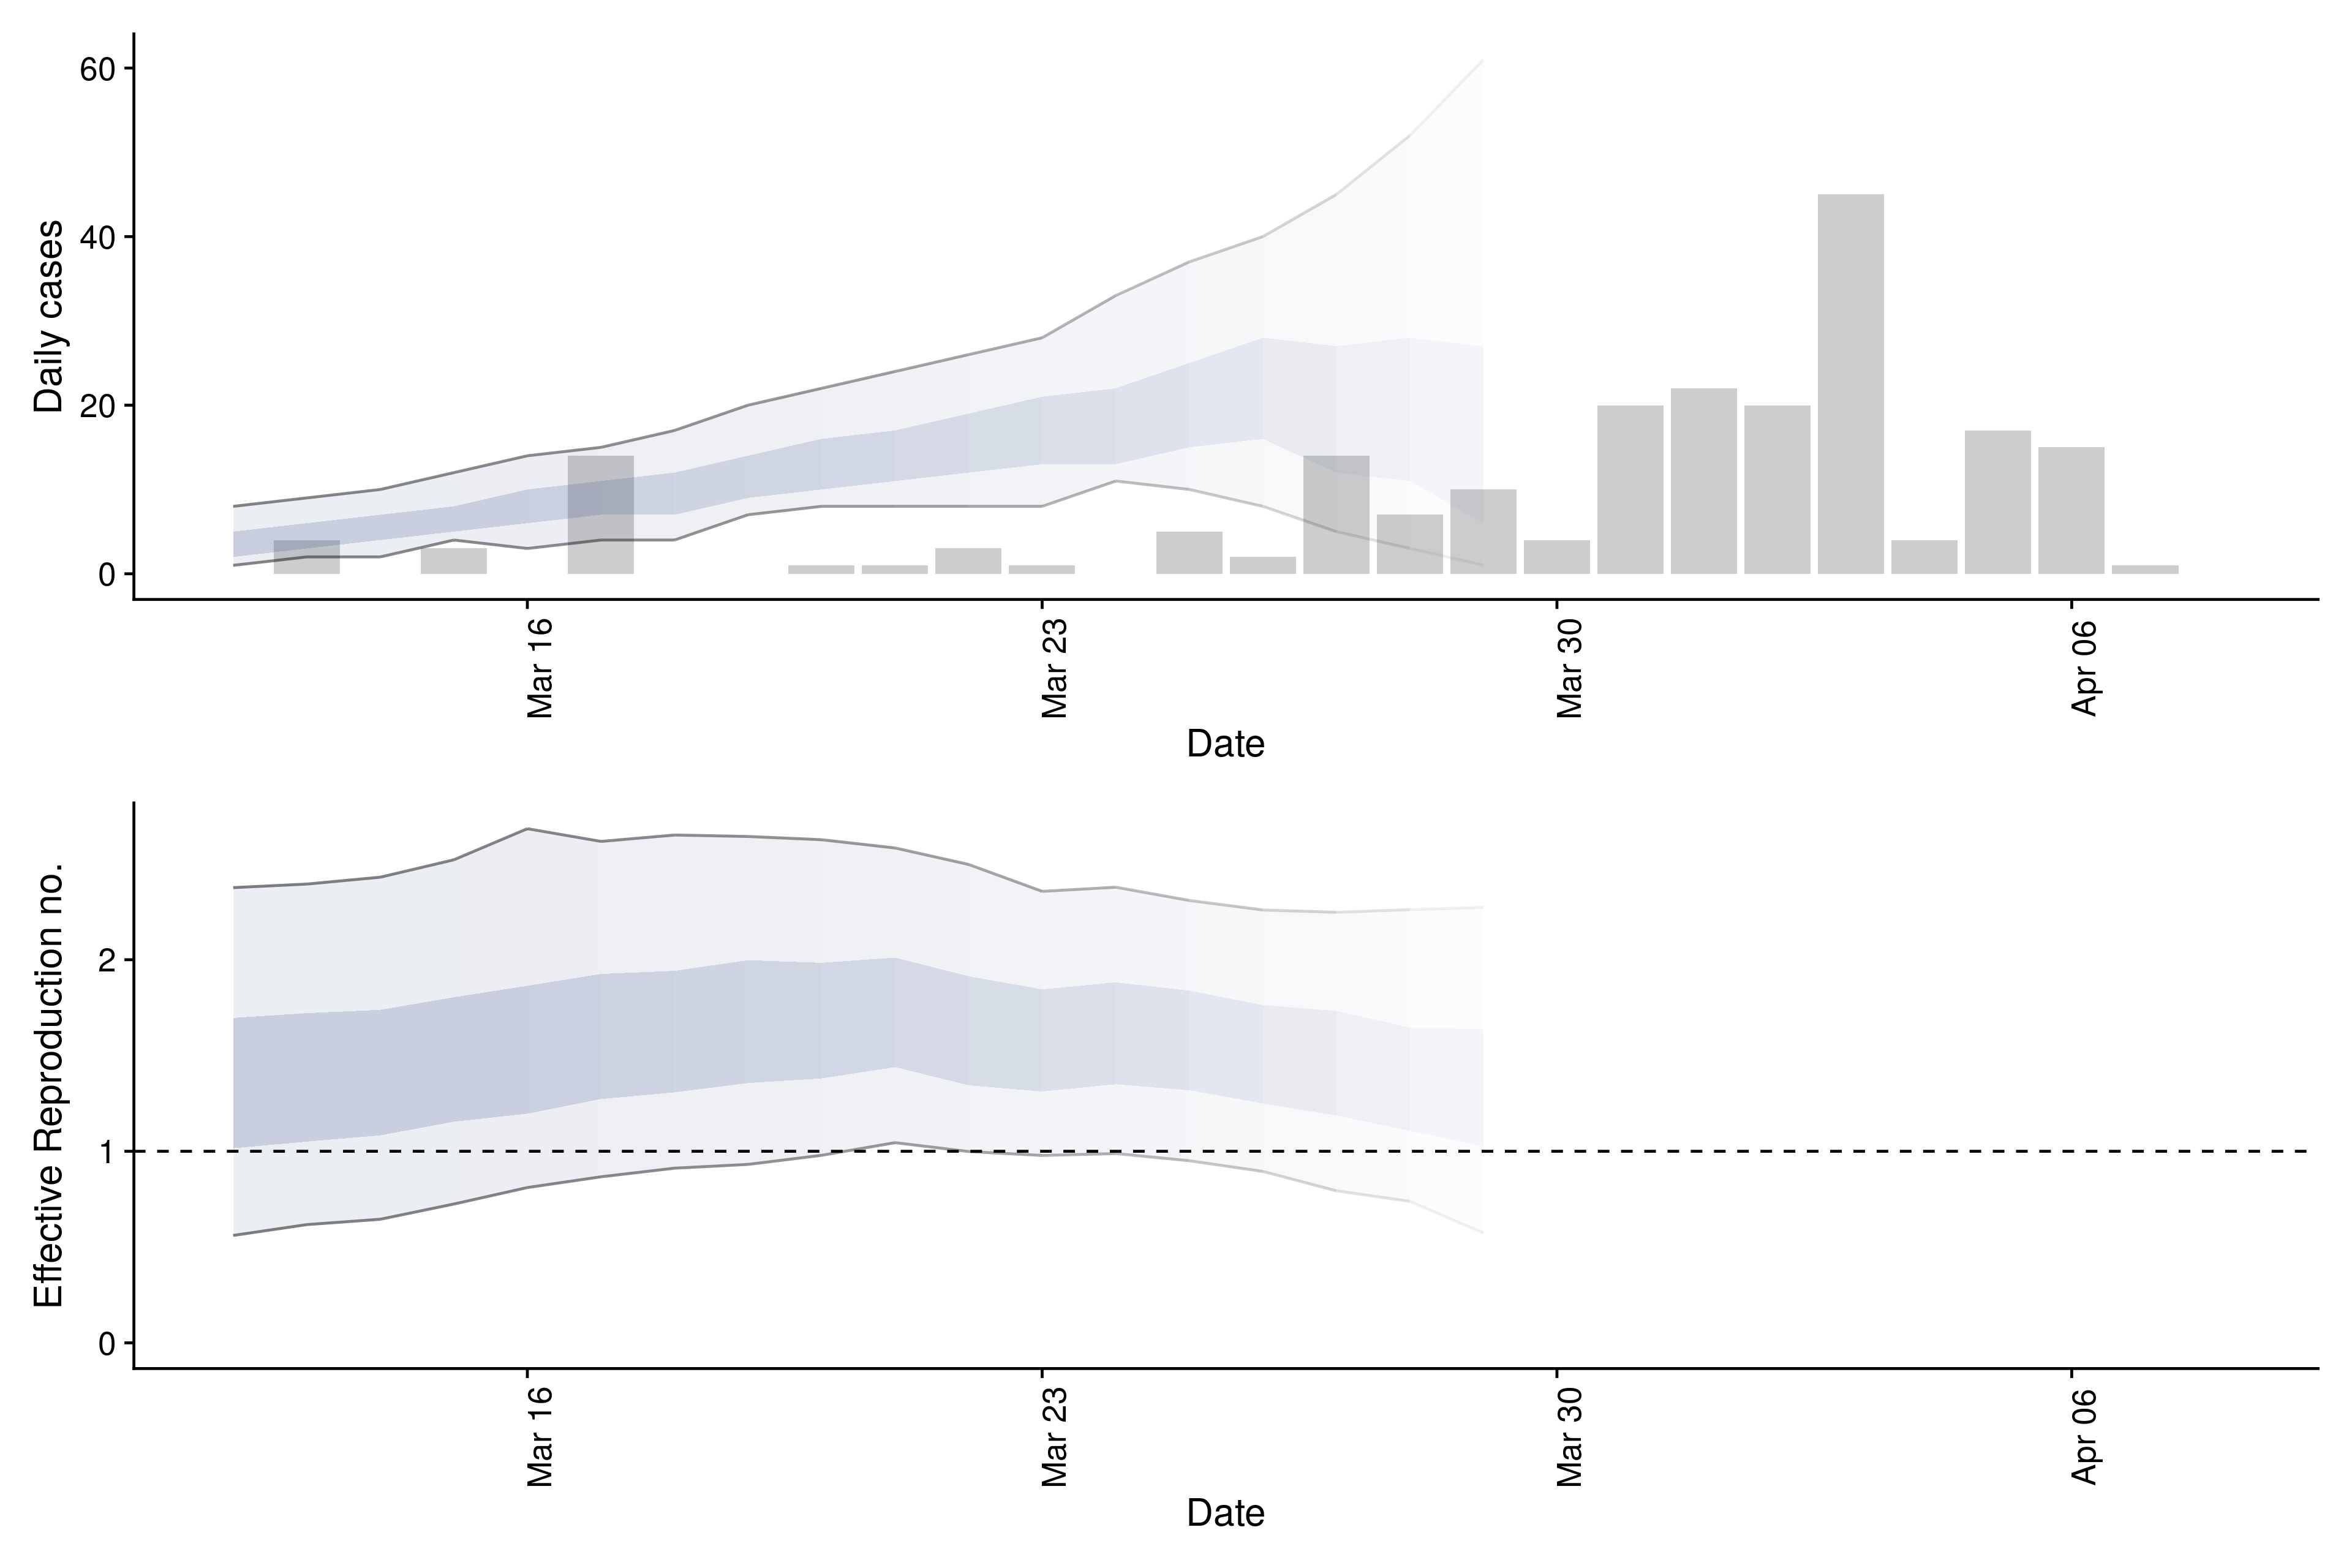 Daily cases
60
40
20
0
Mar 16
Mar 23
Mar 30
Apr 06
Date
Effective Reproduction no.
2
1
0
Mar 16
Mar 23
Mar 30
Apr 06
Date